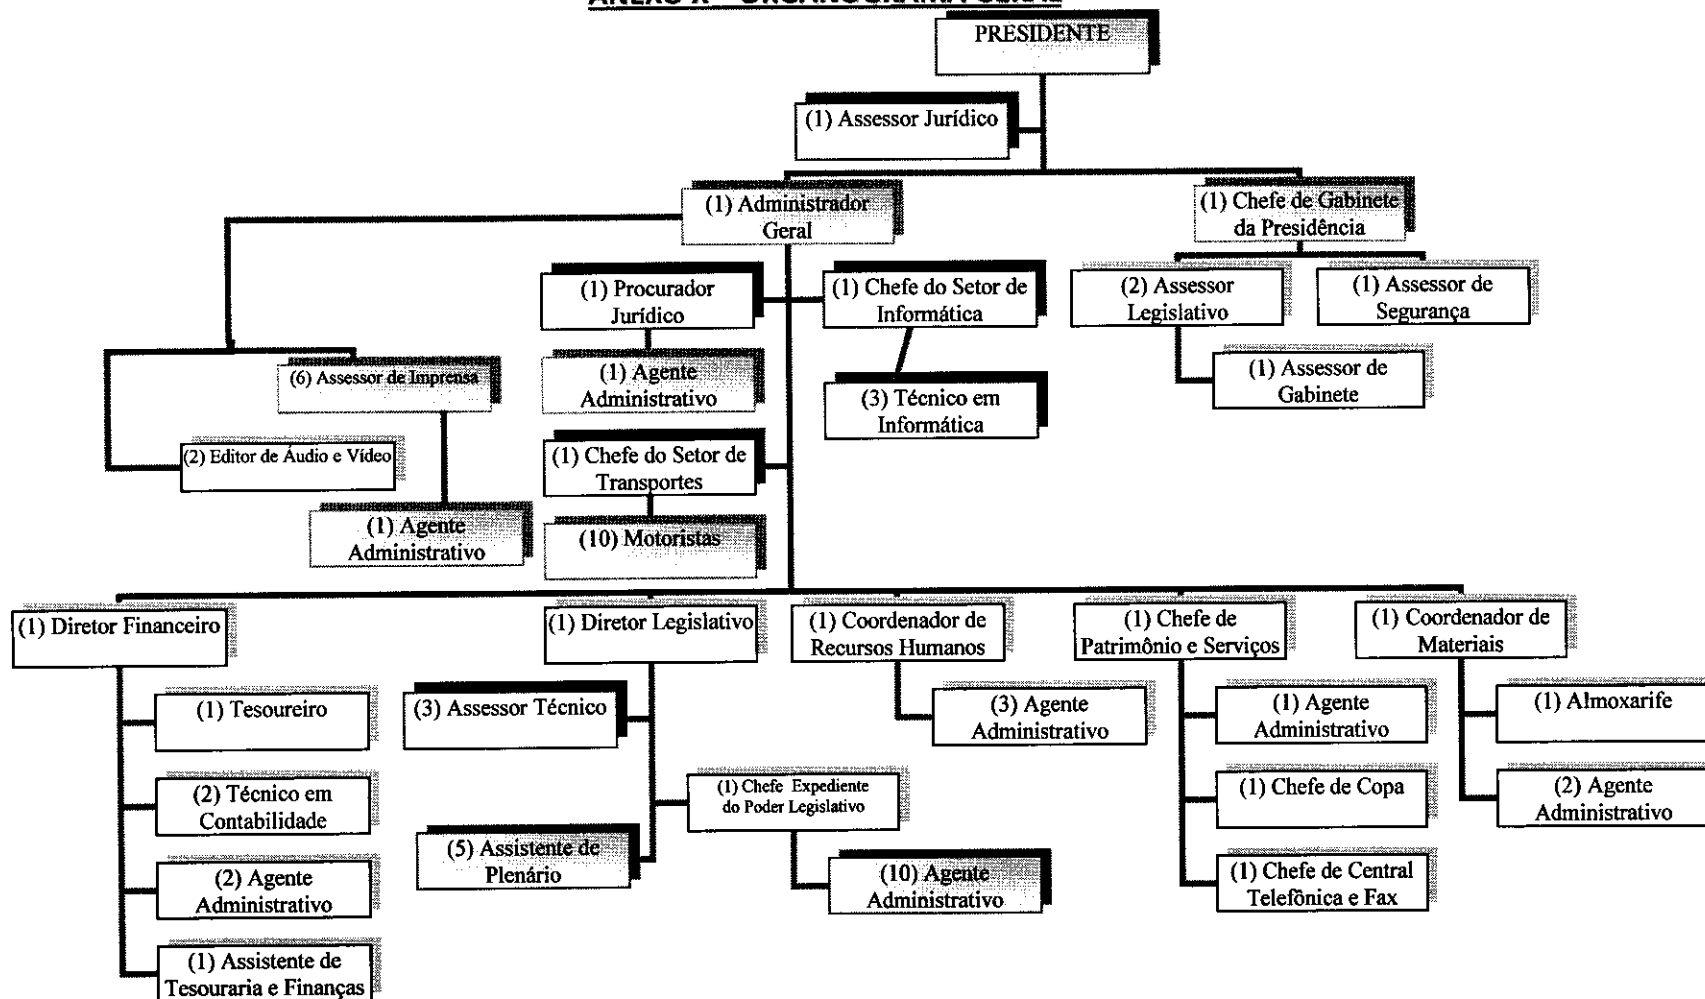 PRESIDENTE
(1) Assessor Jurídico
(1) Administrador
Geral
(1) Chefe de Gabinete
da Presidência
(1) Procurador
Jurídico
(1) Chefe do Setor de
Informática
(2) Assessor
Legislativo
(1) Assessor de
Segurança
(6) Assessor de Imprensa
(1) Agente
Administrativo
(3) Técnico em
Informática
(1) Assessor de
Gabinete
(2) Editor de Áudio e Vídeo
(1) Chefe do Setor de
Transportes
(1) Agente
Administrativo
(10) Motoristas
(1) Diretor Financeiro
(1) Diretor Legislativo
(1) Coordenador de
Recursos Humanos
(1) Chefe de
Patrimônio e Serviços
(1) Coordenador de
Materiais
(1) Tesoureiro
(3) Assessor Técnico
(3) Agente
Administrativo
(1) Agente
Administrativo
(1) Almoxarife
(2) Técnico em
Contabilidade
(1) Chefe Expediente
do Poder Legislativo
(1) Chefe de Copa
(2) Agente
Administrativo
(2) Agente
Administrativo
(5) Assistente de
Plenário
(10) Agente
Administrativo
(1) Chefe de Central
Telefônica e Fax
(1) Assistente de
Tesouraria e Finanças